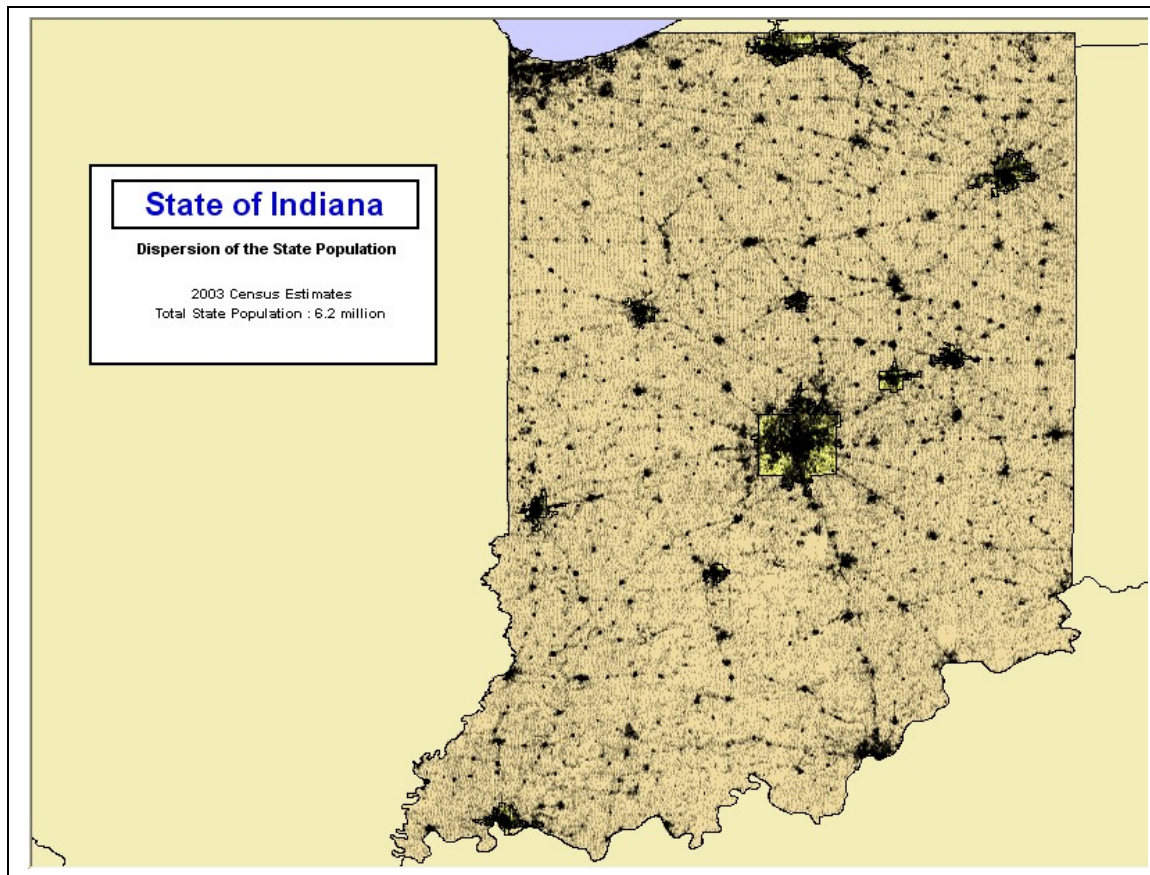 State of Indiana
Dispersion of the State Population
2003 Census Estimates
Total State Population : 6.2 million